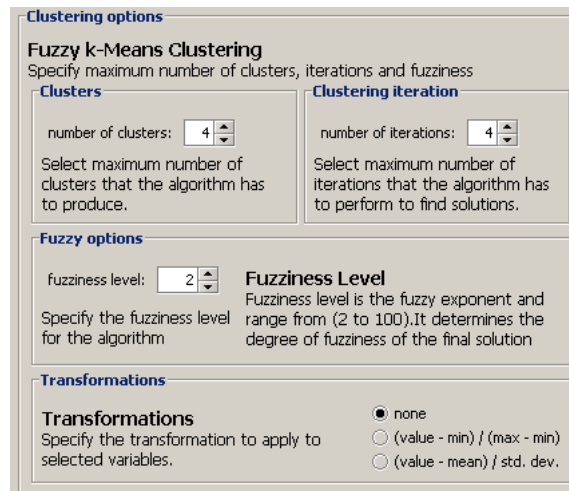 Clustering options
Fuzzy k-Means Clustering
Specify maximum number of clusters, iterations and fuzziness
Clusters
number of clusters: 4
Select maximum number of
clusters that the algorithm has
to produce.
Clustering iteration
number of iterations: 4
Select maximum number of
iterations that the algorithm has
to perform to find solutions.
Fuzzy options
fuzziness level: 2
Specify the fuzziness level
for the algorithm
Fuzziness Level
Fuzziness level is the fuzzy exponent and
range from (2 to 100).It determines the
degree of fuzziness of the final solution
Transformations
Transformations
Specify the transformation to apply to
selected variables.
none
(value - min) / (max - min)
(value - mean) / std. dev.